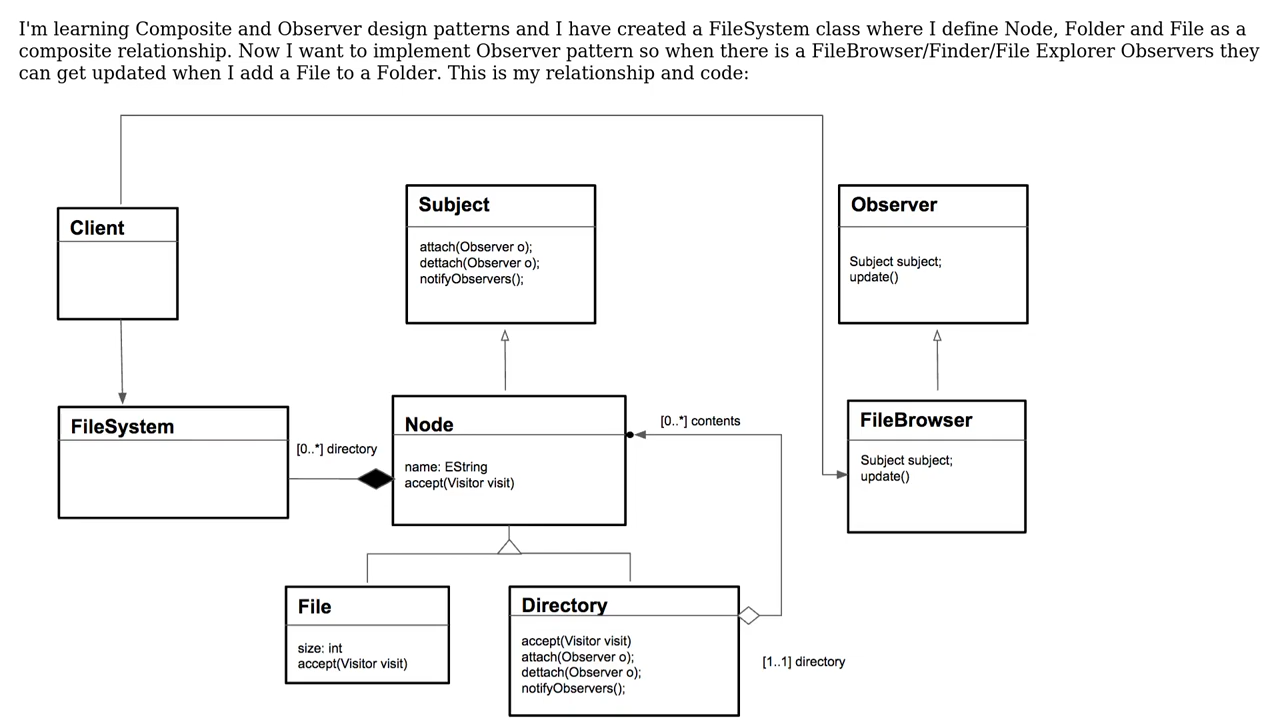 I'm learning Composite and Observer design patterns and I have created a FileSystem class where I define Node, Folder and File as a
composite relationship. Now I want to implement Observer pattern so when there is a FileBrowser/Finder/File Explorer Observers they
can get updated when I add a File to a Folder. This is my relationship and code:
Client
Subject
attach(Observer o);
dettach(Observer o);
notifyObservers();
Observer
Subject subject;
update()
FileSystem
[0..*] directory
Node
name: EString
accept(Visitor visit)
[0..*] contents
FileBrowser
Subject subject;
update()
File
size: int
accept(Visitor visit)
Directory
accept(Visitor visit)
attach(Observer o);
dettach(Observer o);
notifyObservers();
[1..1] directory